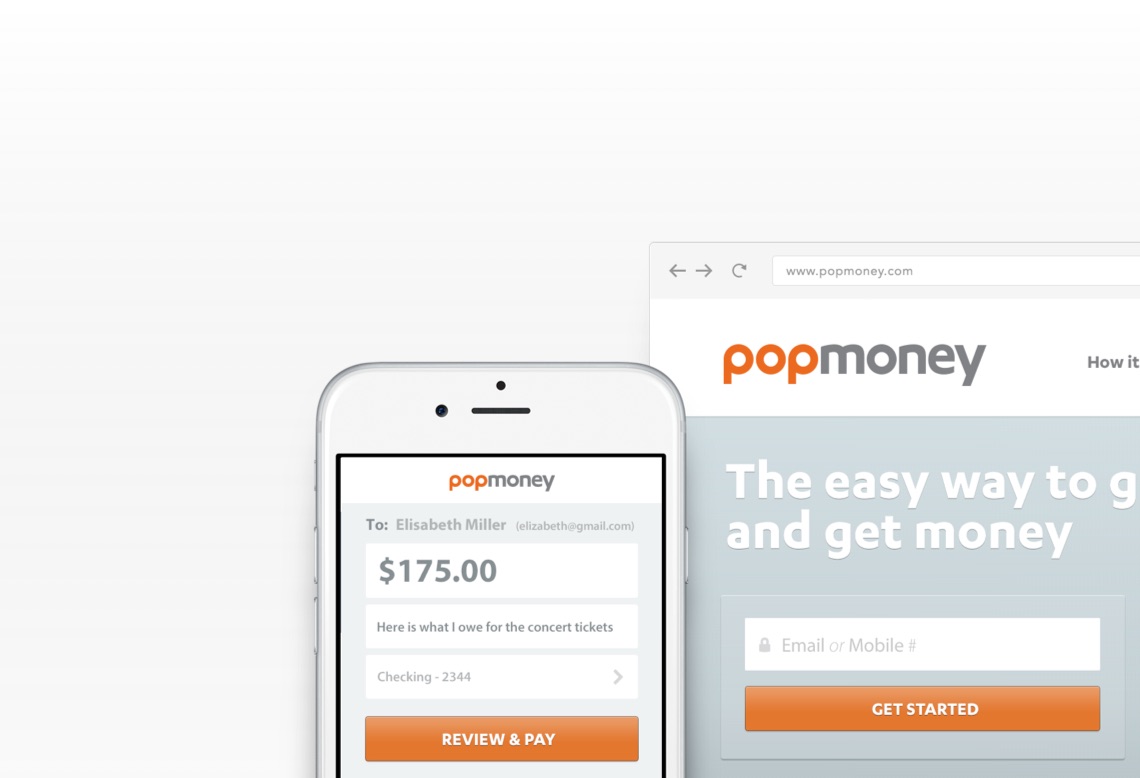 www.popmoney.com
popmoney
How it
The easy way to g
and get money
Email or Mobile #
GET STARTED
popmoney
To: Elisabeth Miller (elizabeth@gmail.com)
$175.00
Here is what I owe for the concert tickets
Checking - 2344
REVIEW & PAY